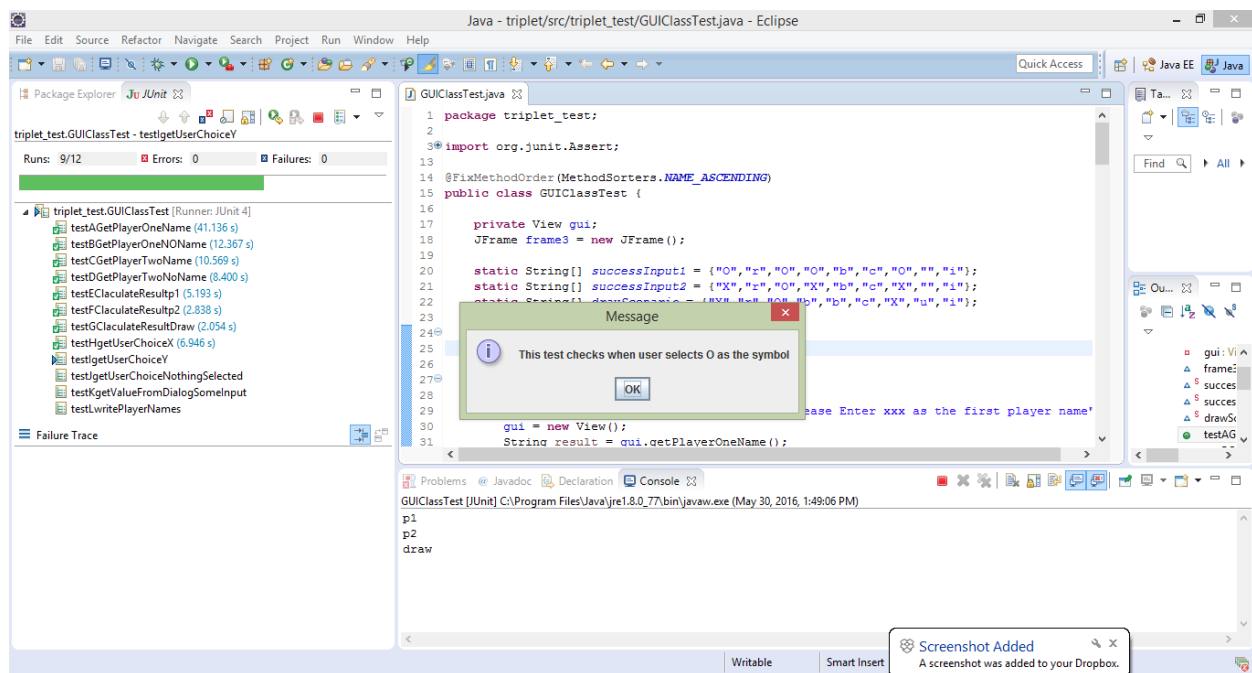 Java - triplet/src/triplet_test/GUIClassTest.java - Eclipse
File Edit Source Refactor Navigate Search Project Run Window Help
Quick Access
Java EE
Java
Package Explorer
JUnit
triplet_test.GUIClassTest - testIgetUserChoiceY
Runs: 9/12
Errors: 0
Failures: 0
triplet_test.GUIClassTest [Runner: JUnit 4]
testAGetPlayerOneName (41.136 s)
testBGetPlayerOneNOName (12.367 s)
testCGetPlayerTwoName (10.569 s)
testDGetPlayerTwoNoName (8.400 s)
testEClaculateResultp1 (5.193 s)
testFClaculateResultp2 (2.838 s)
testGClaculateResultDraw (2.054 s)
testHgetUserChoiceX (6.946 s)
testIgetUserChoiceY
testJgetUserChoiceNothingSelected
testKgetValueFromDialogSomeInput
testLwritePlayerNames
Failure Trace
GUIClassTest.java
1 package triplet_test;
2
3 import org.junit.Assert;
13
14 @FixMethodOrder(MethodSorters.NAME_ASCENDING)
15 public class GUIClassTest {
16
17 private View gui;
18 JFrame frame3 = new JFrame();
19
20 static String[] successInput1 = {"O","r","O","O","b","c","O","","i"};
21 static String[] successInput2 = {"X","r","O","X","b","c","X","","i"};
22 static String[] drawScenario = {"X","r","O","b","b","c","X","u","i"};
23
24
25
26
27
28
29 ease Enter xxx as the first player name"
30 gui = new View();
31 String result = gui.getPlayerOneName();
Message
This test checks when user selects O as the symbol
OK
Ta...
Find
All
Ou...
gui : Vi
frame3
succes
succes
drawSc
testAG
Problems @ Javadoc Declaration Console
GUIClassTest [JUnit] C:\Program Files\Java\jre1.8.0_77\bin\javaw.exe (May 30, 2016, 1:49:06 PM)
p1
p2
draw
Writable
Smart Insert
Screenshot Added
A screenshot was added to your Dropbox.